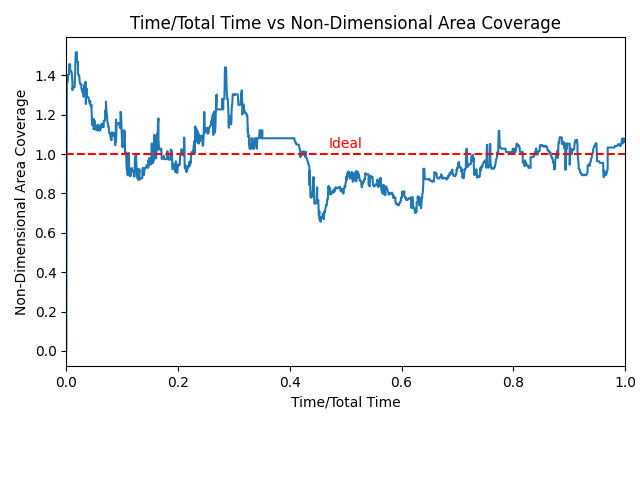 Time/Total Time vs Non-Dimensional Area Coverage
Non-Dimensional Area Coverage
1.4
1.2
1.0
0.8
0.6
0.4
0.2
0.0
Ideal
0.0 0.2 0.4 0.6 0.8 1.0
Time/Total Time